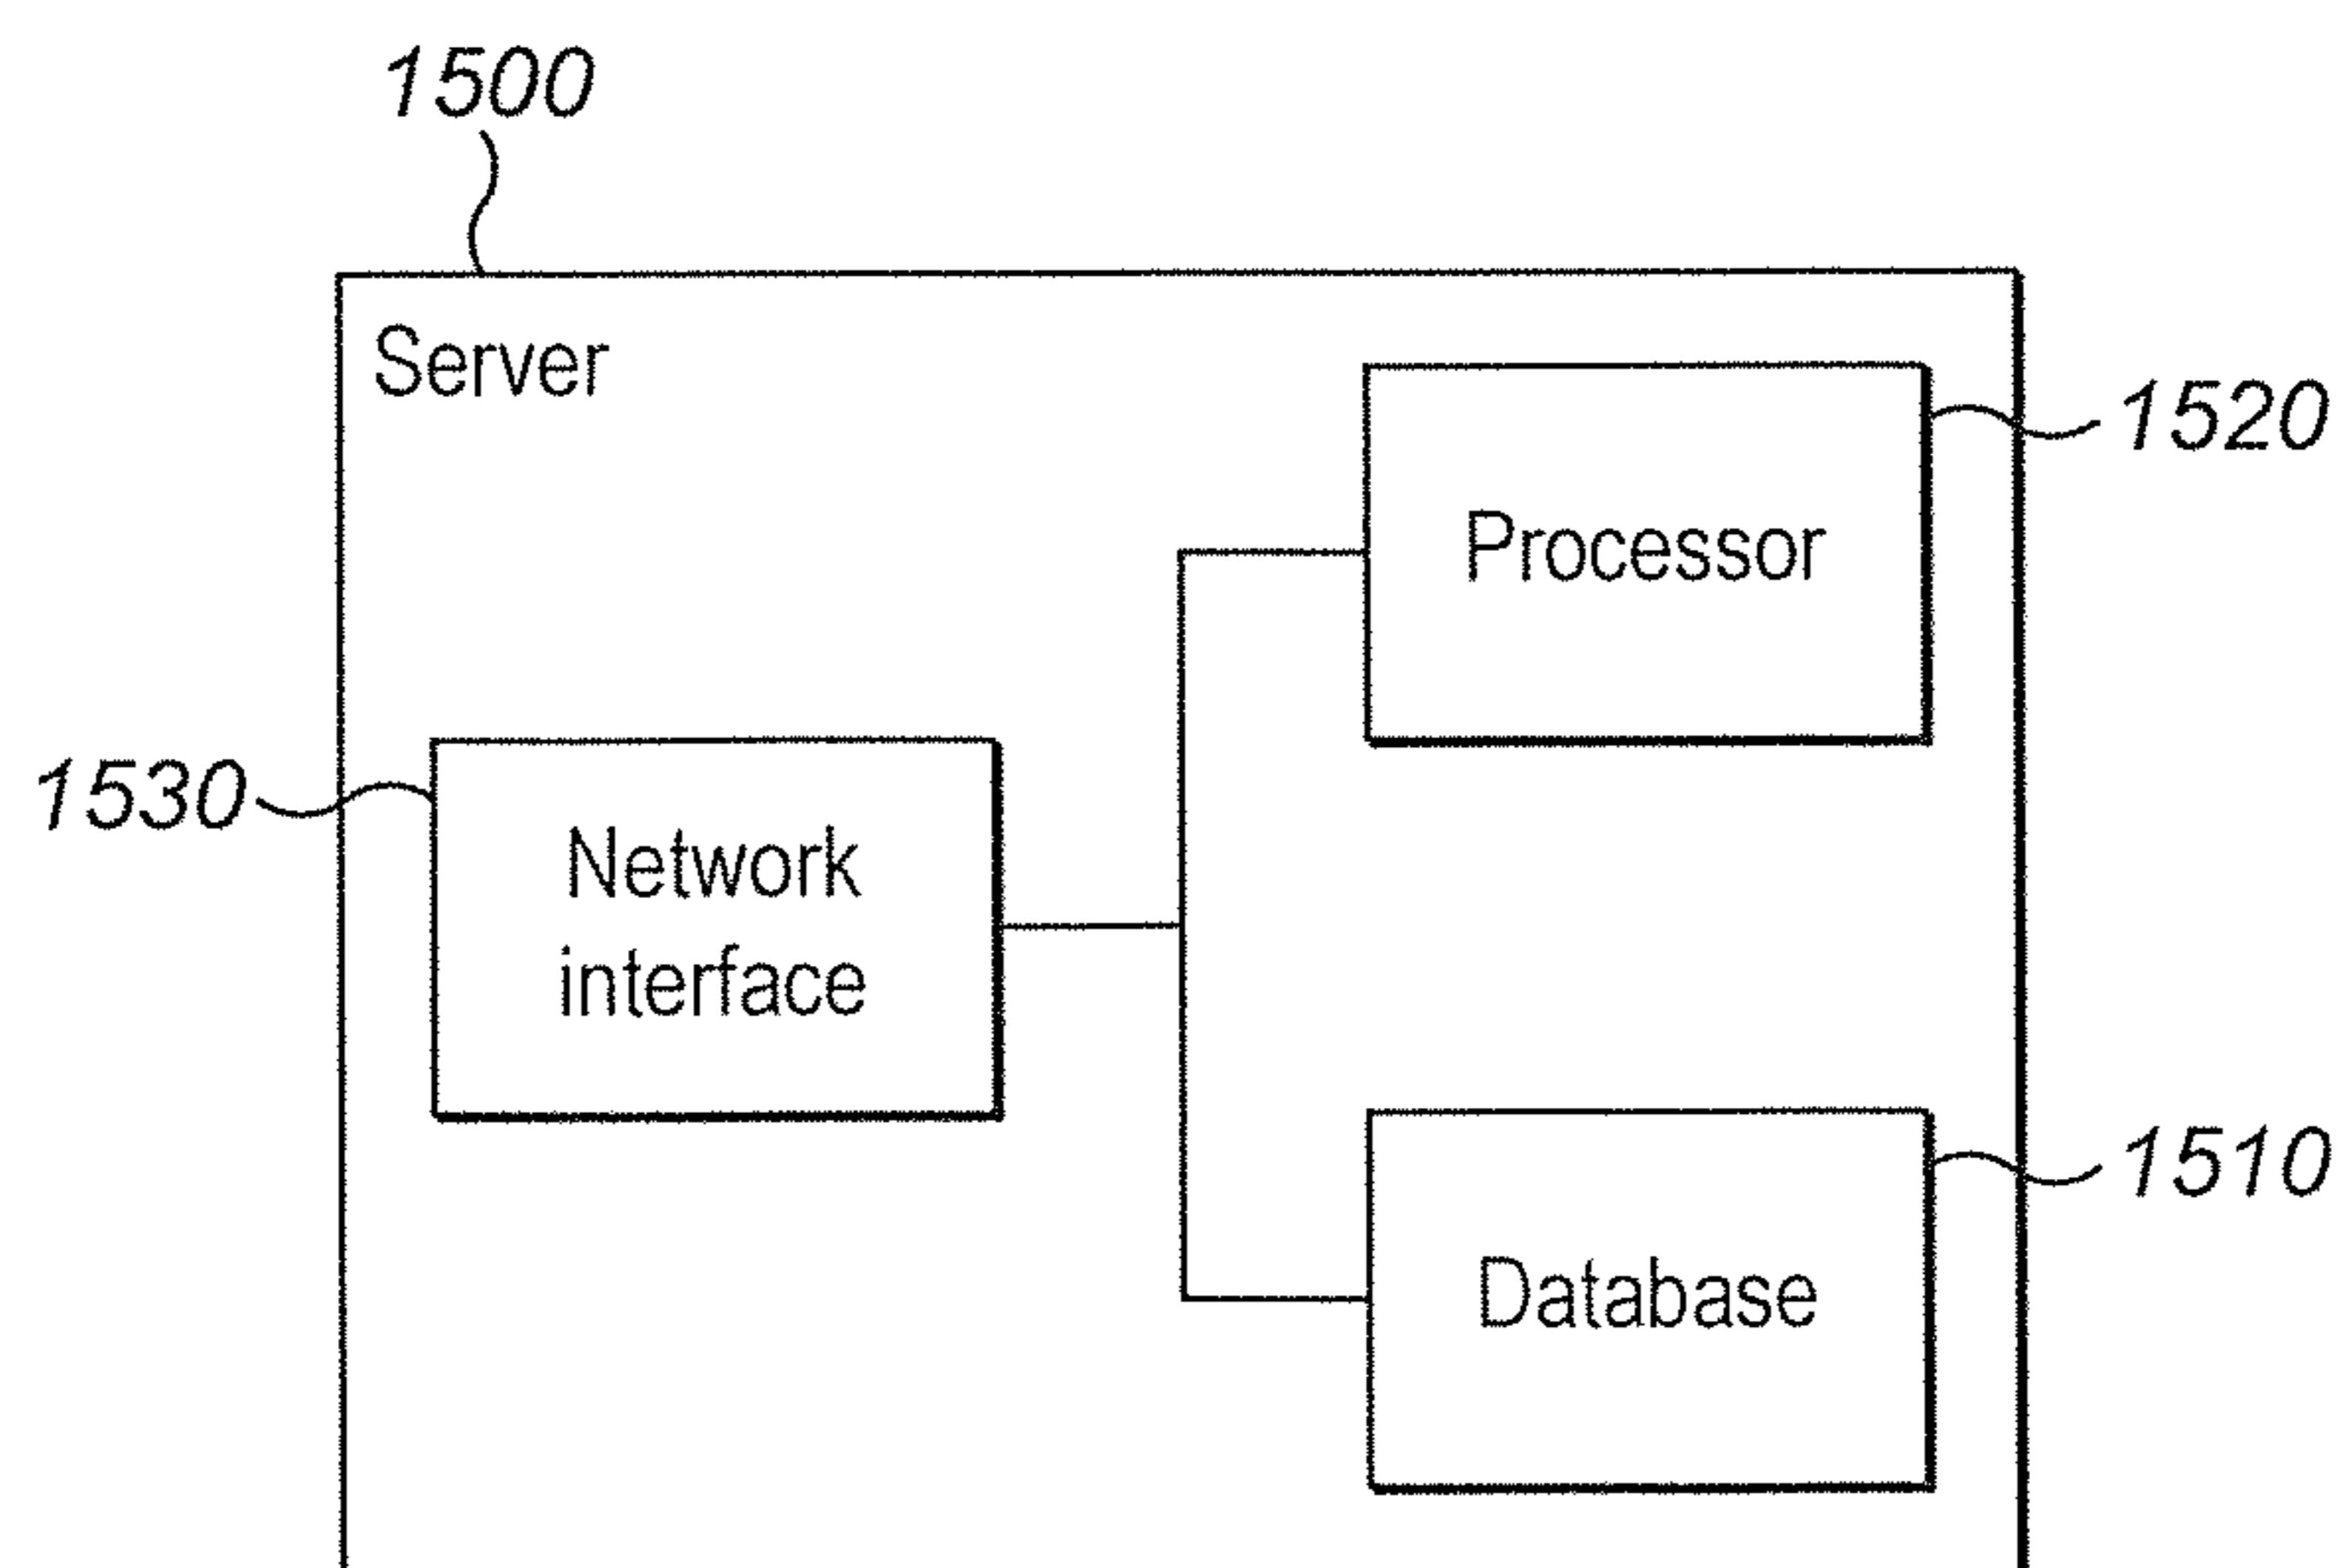 1500
Server
1520
Processor
1530
Network
interface
1510
Database